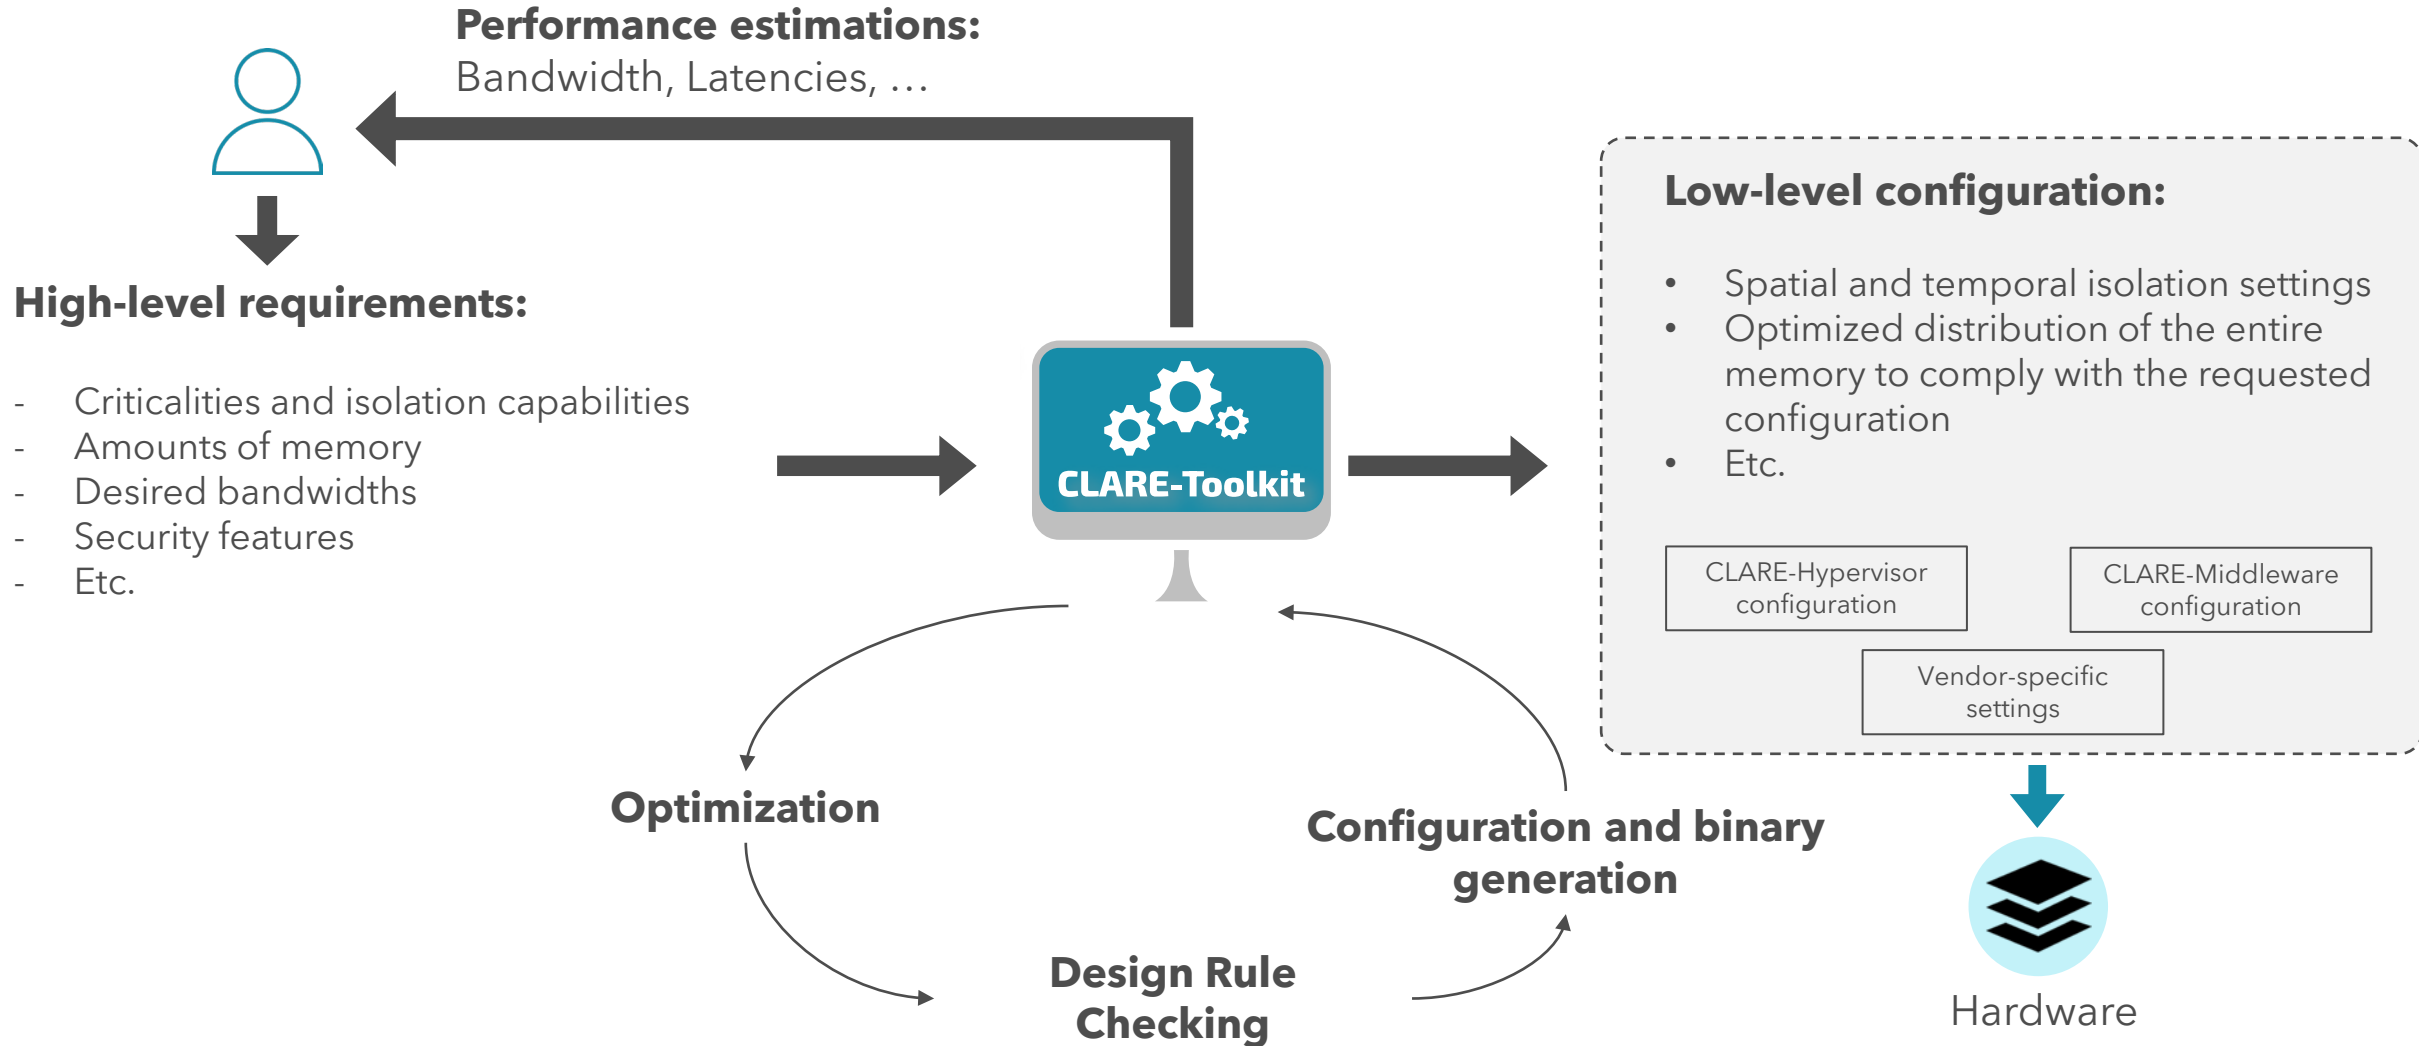 Performance estimations:
Bandwidth, Latencies, …
High-level requirements:
- Criticalities and isolation capabilities
- Amounts of memory
- Desired bandwidths
- Security features
- Etc.
CLARE-Toolkit
Low-level configuration:
• Spatial and temporal isolation settings
• Optimized distribution of the entire
memory to comply with the requested
configuration
• Etc.
CLARE-Hypervisor
configuration
CLARE-Middleware
configuration
Vendor-specific
settings
Optimization
Design Rule
Checking
Configuration and binary
generation
Hardware